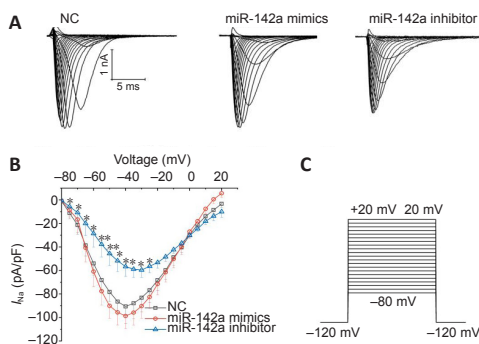 A
NC
miR-142a mimics
miR-142a inhibitor
1 nA
5 ms
B
Voltage (mV)
−80 −60 −40 −20 0 20
0
−20
−40
−60
−80
−100
−120
I Na (pA/pF)
* * * * * ** ** * * * * *
NC
miR-142a mimics
miR-142a inhibitor
C
+20 mV 20 mV
−80 mV
−120 mV
−120 mV